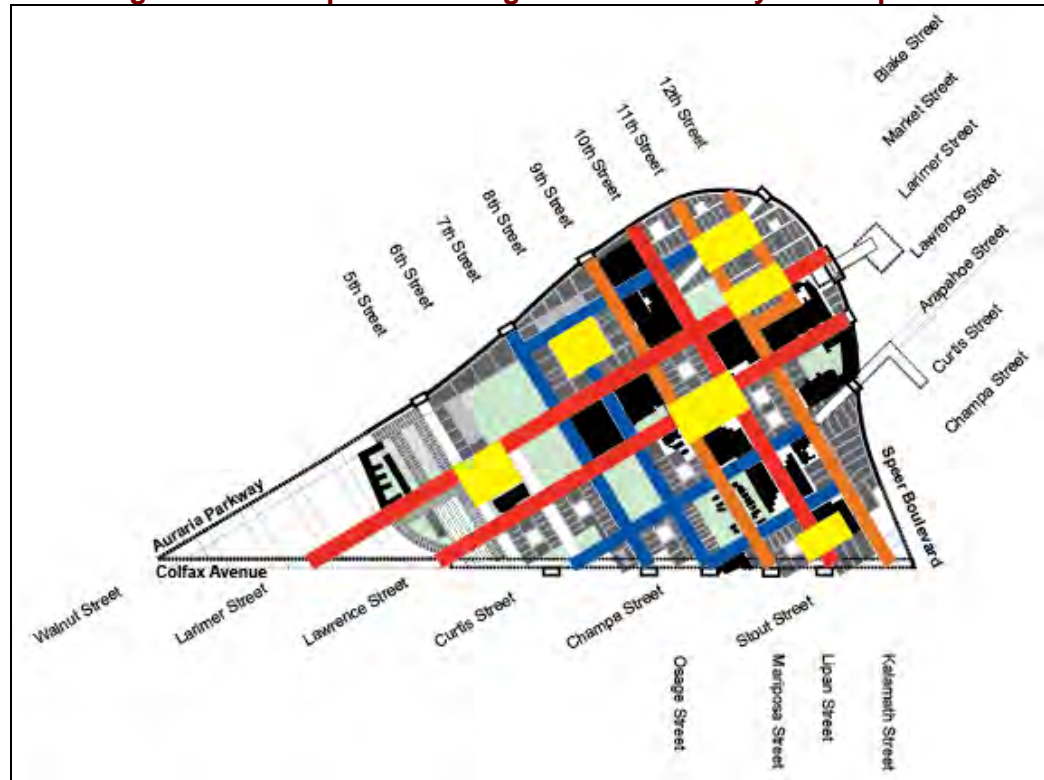 Blake Street
Market Street
Larimer Street
Lawrence Street
Arapahoe Street
Curtis Street
Champa Street
12th Street
11th Street
10th Street
9th Street
8th Street
7th Street
6th Street
5th Street
Auraria Parkway
Speer Boulevard
Colfax Avenue
Walnut Street
Larimer Street
Lawrence Street
Curtis Street
Champa Street
Stout Street
Osage Street
Mariposa Street
Lipan Street
Kalamath Street